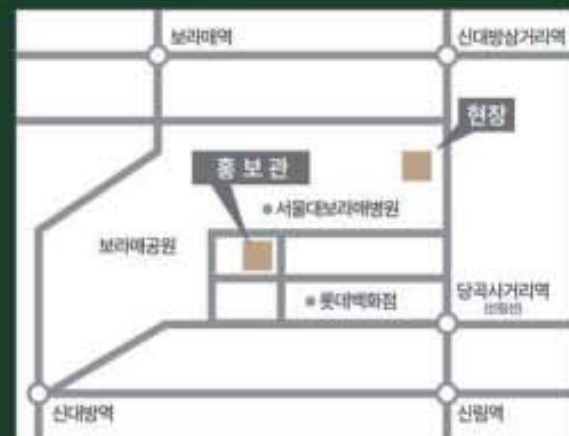 보라매역
신대방삼거리역
현장
홍보관
서울대보라매병원
보라매공원
당곡사거리역
(신림선)
롯데백화점
신대방역
신림역